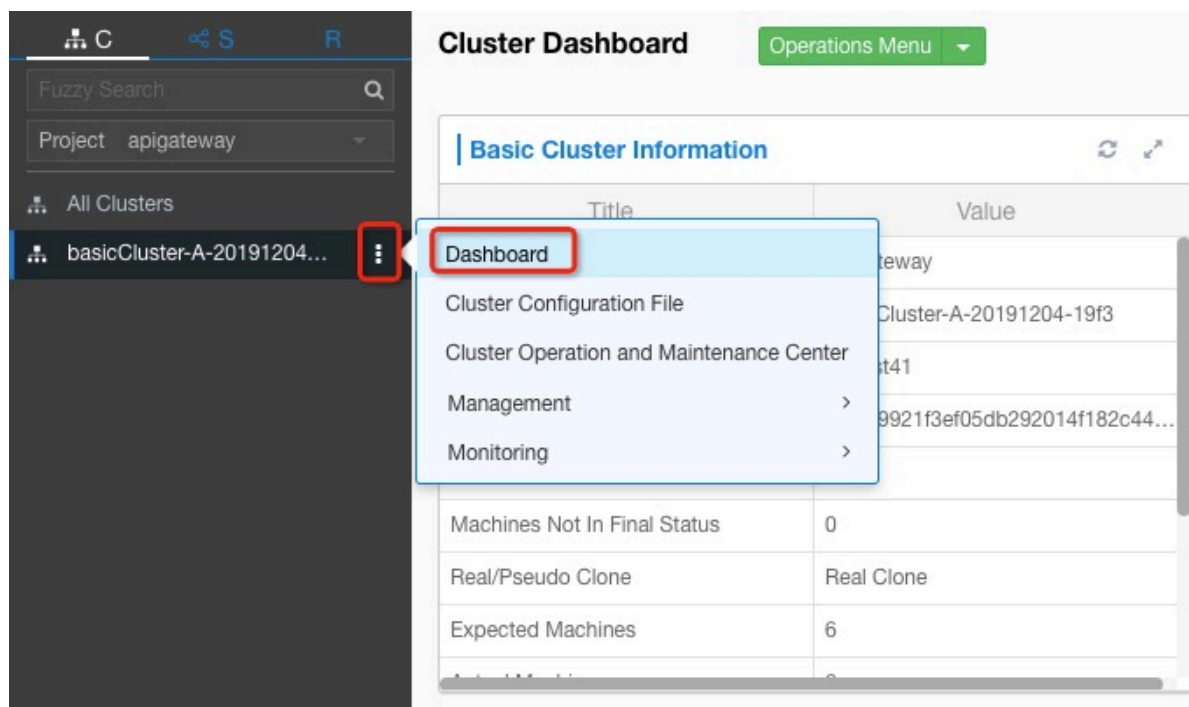 C S R
Fuzzy Search
Project apigateway
All Clusters
basicCluster-A-20191204...
Cluster Dashboard
Operations Menu
Basic Cluster Information
Title Value
Dashboard
Cluster Configuration File
Cluster Operation and Maintenance Center
Management
Monitoring
teway
Cluster-A-20191204-19f3
st41
9921f3ef05db292014f182c44...
Machines Not In Final Status 0
Real/Pseudo Clone Real Clone
Expected Machines 6